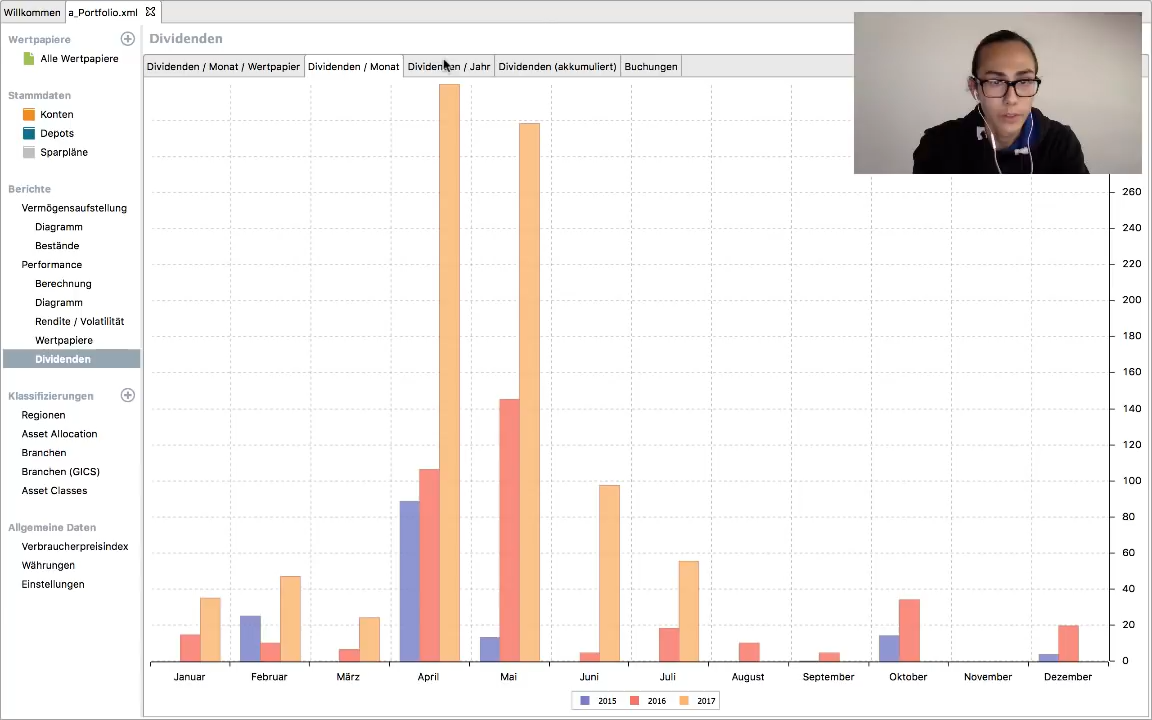 Willkommen a_Portfolio.xml
Wertpapiere
Alle Wertpapiere
Stammdaten
Konten
Depots
Sparpläne
Berichte
Vermögensaufstellung
Diagramm
Bestände
Performance
Berechnung
Diagramm
Rendite / Volatilität
Wertpapiere
Dividenden
Klassifizierungen
Regionen
Asset Allocation
Branchen
Branchen (GICS)
Asset Classes
Allgemeine Daten
Verbraucherpreisindex
Währungen
Einstellungen
Dividenden
Dividenden / Monat / Wertpapier Dividenden / Monat Dividenden / Jahr Dividenden (akkumuliert) Buchungen
260
240
220
200
180
160
140
120
100
80
60
40
20
0
Januar Februar März April Mai Juni Juli August September Oktober November Dezember
2015 2016 2017